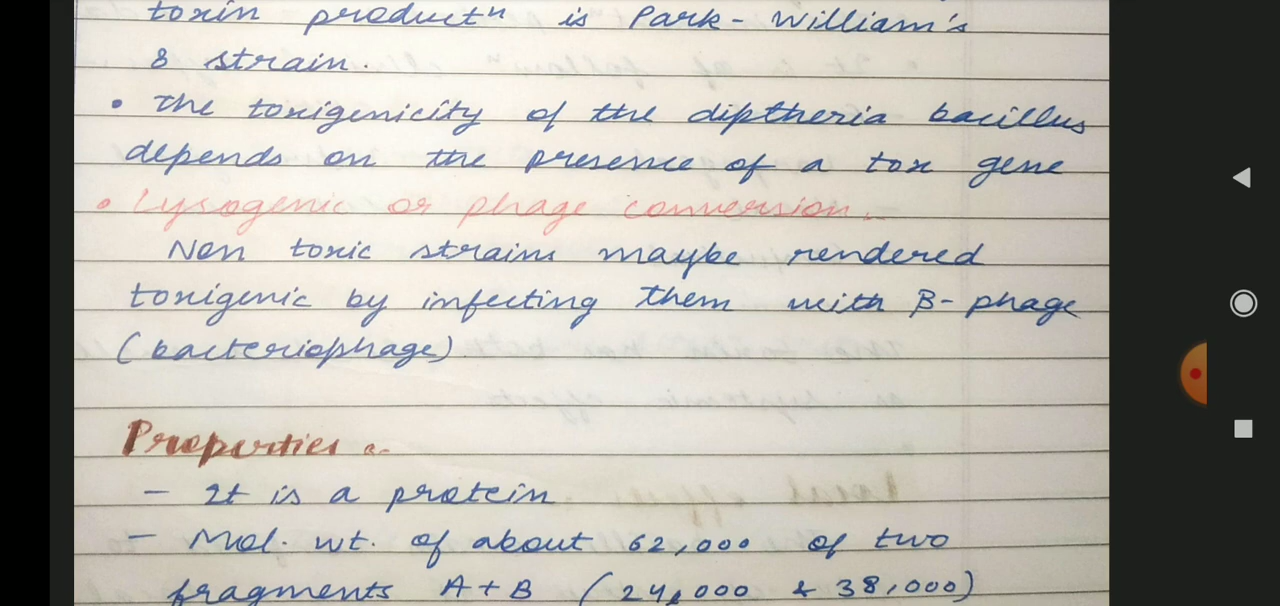 toxin productⁿ is Park-William's
8 strain.
• The toxigenicity of the diptheria bacillus
depends on the presence of a tox gene
• Lysogenic or phage conversion :-
Non toxic strains maybe rendered
toxigenic by infecting them with β-phage
(bacteriophage)
Properties :-
- It is a protein
- Mol. wt. of about 62,000 of two
fragments A+B (24,000 & 38,000)